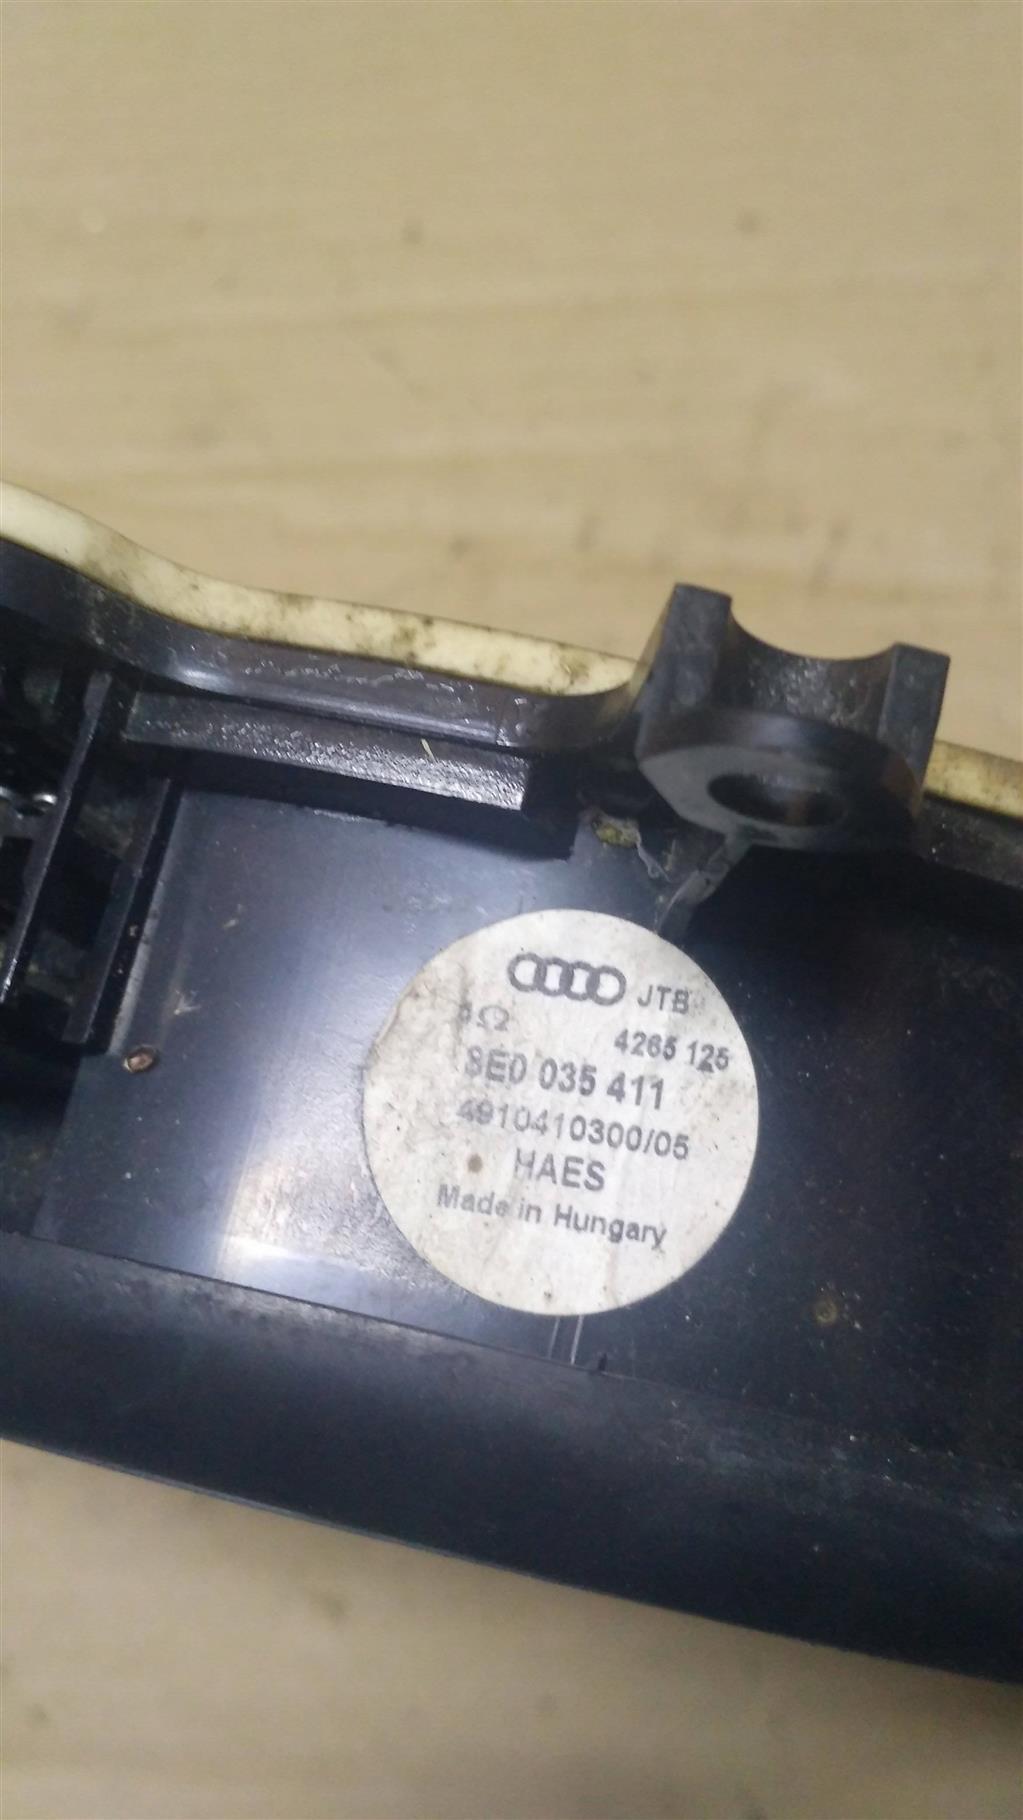 JTB
Ω 4265 125
8E0 035 411
4910410300/05
HAES
Made in Hungary